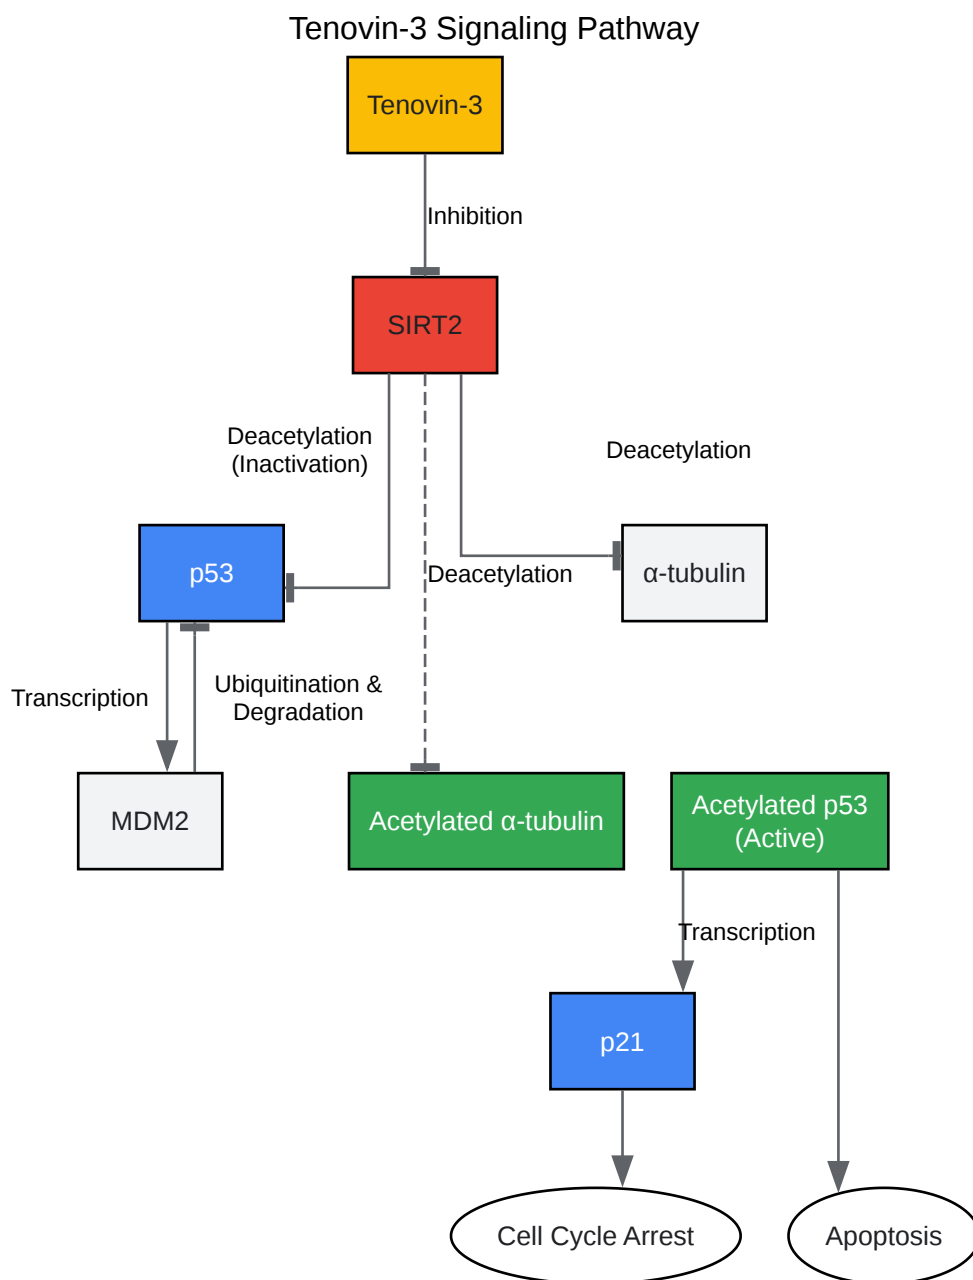 Tenovin-3 Signaling Pathway
Tenovin-3
Inhibition
SIRT2
Deacetylation
(Inactivation)
Deacetylation
p53
Deacetylation
α-tubulin
Transcription
Ubiquitination &
Degradation
MDM2
Acetylated α-tubulin
Acetylated p53
(Active)
Transcription
p21
Cell Cycle Arrest
Apoptosis